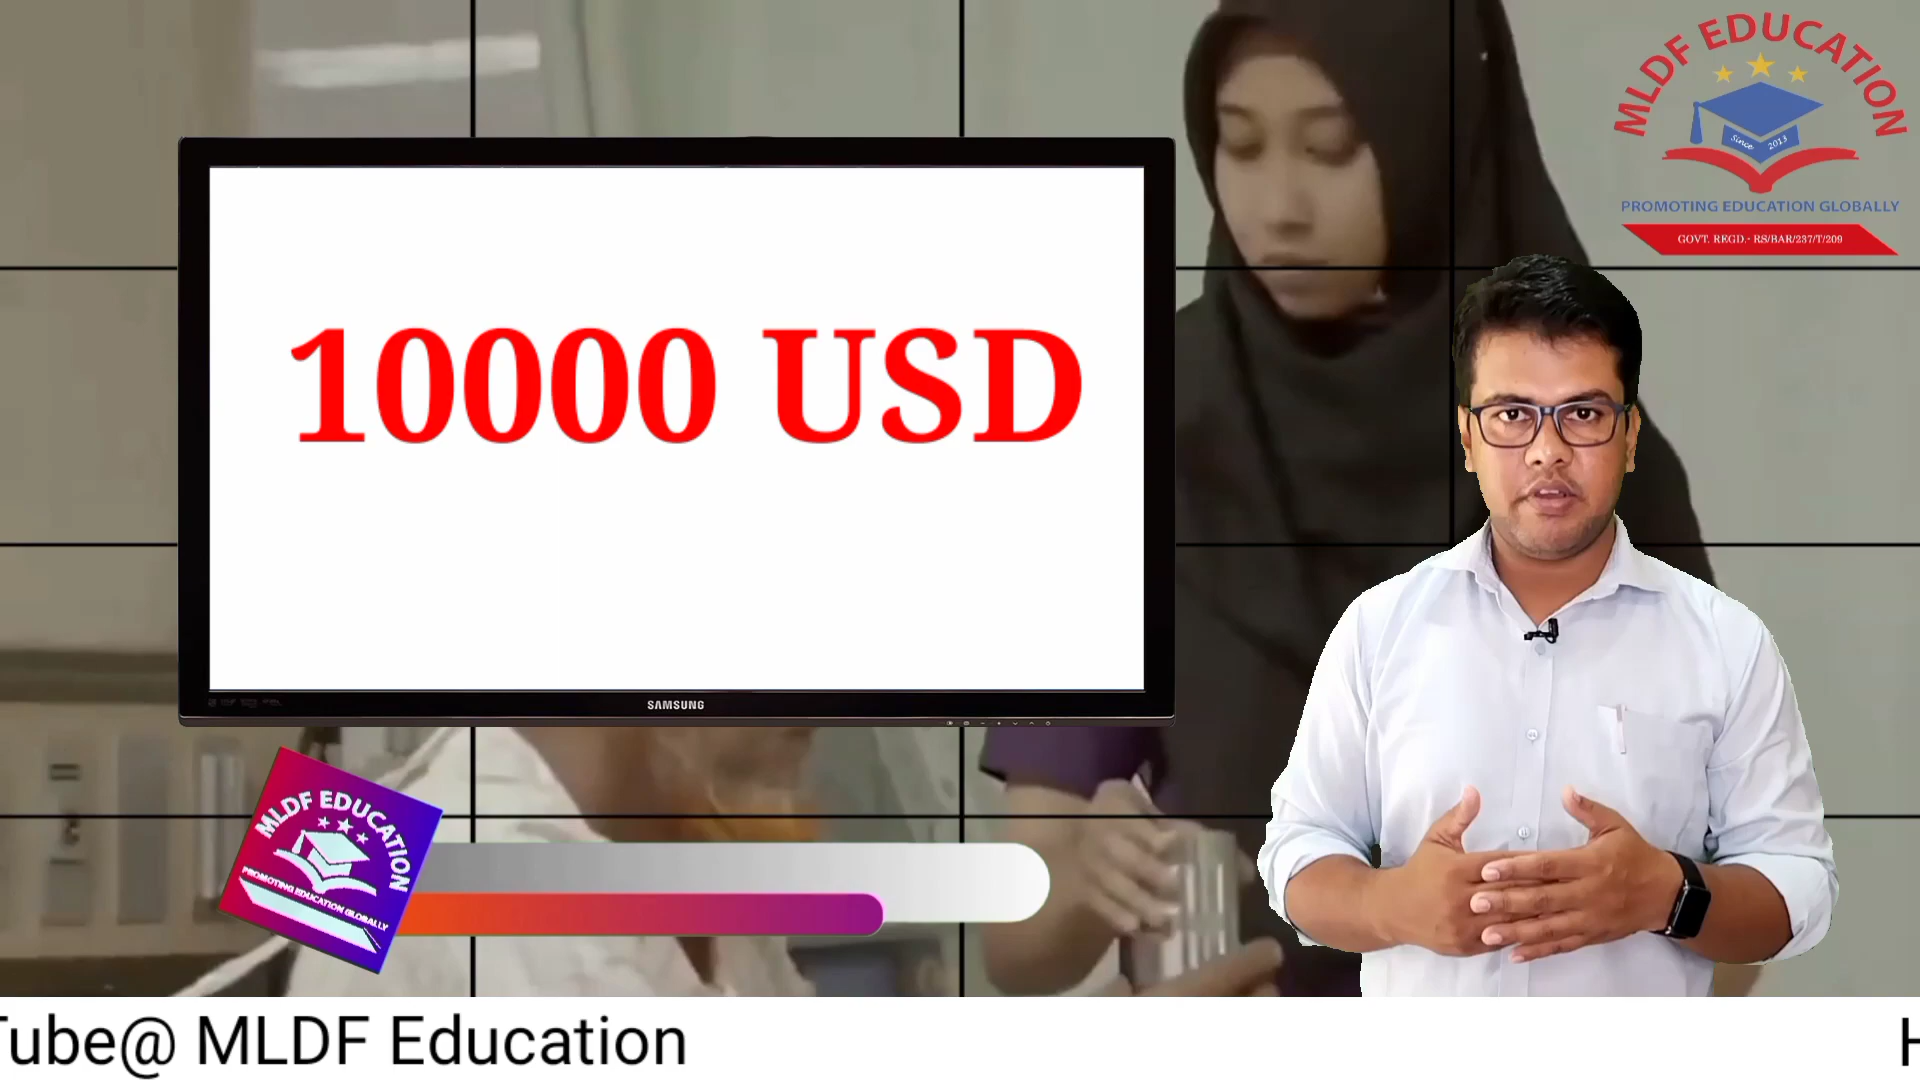 MLDF EDUCATION
Since 2013
PROMOTING EDUCATION GLOBALLY
GOVT. REGD.- RS/BAR/237/T/209
10000 USD
SAMSUNG
MLDF EDUCATION
PROMOTING EDUCATION GLOBALLY
Tube@ MLDF Education
H